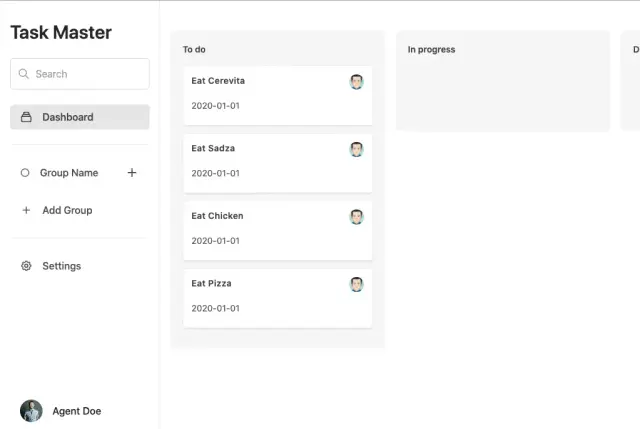 Task Master
Search
Dashboard
Group Name
Add Group
Settings
Agent Doe
To do
Eat Cerevita
2020-01-01
Eat Sadza
2020-01-01
Eat Chicken
2020-01-01
Eat Pizza
2020-01-01
In progress
D